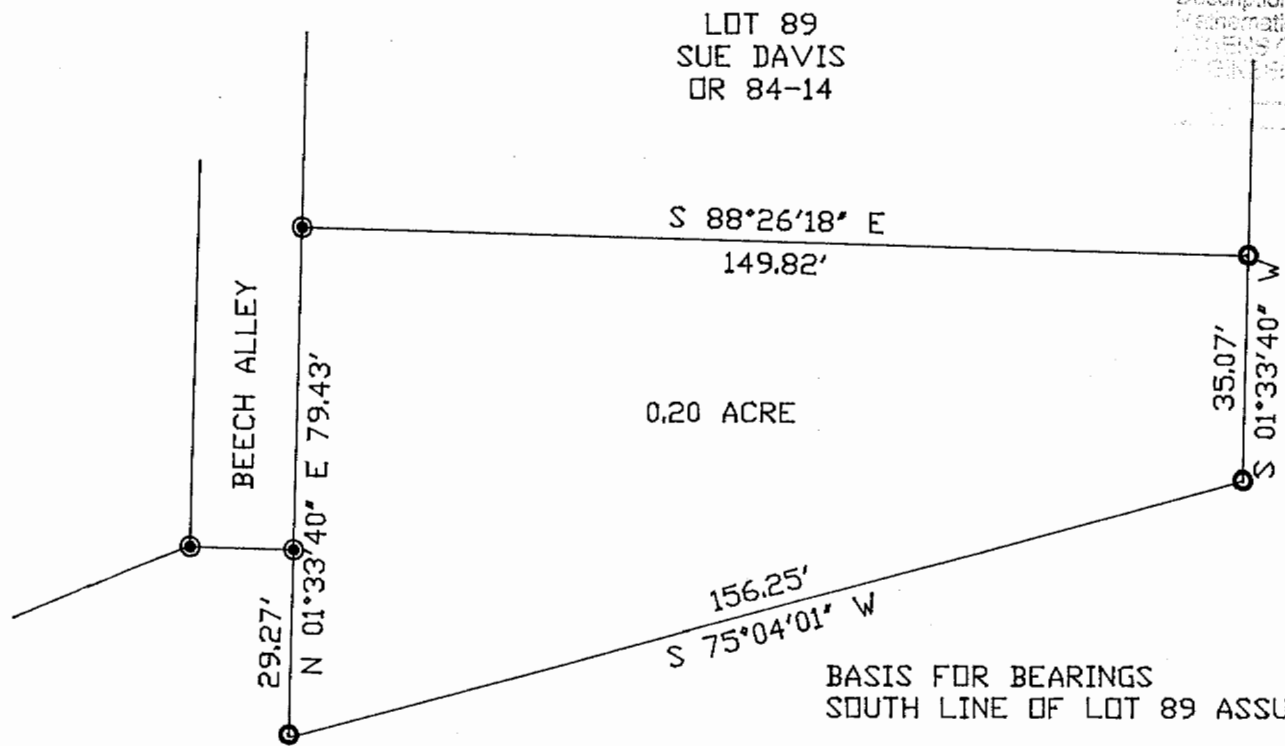 LOT 89
SUE DAVIS
OR 84-14
S 88°26'18" E
149.82'
BEECH ALLEY
N 01°33'40" E 79.43'
29.27'
0.20 ACRE
35.07'
S 01°33'40" W
156.25'
S 75°04'01" W
BASIS FOR BEARINGS
SOUTH LINE OF LOT 89